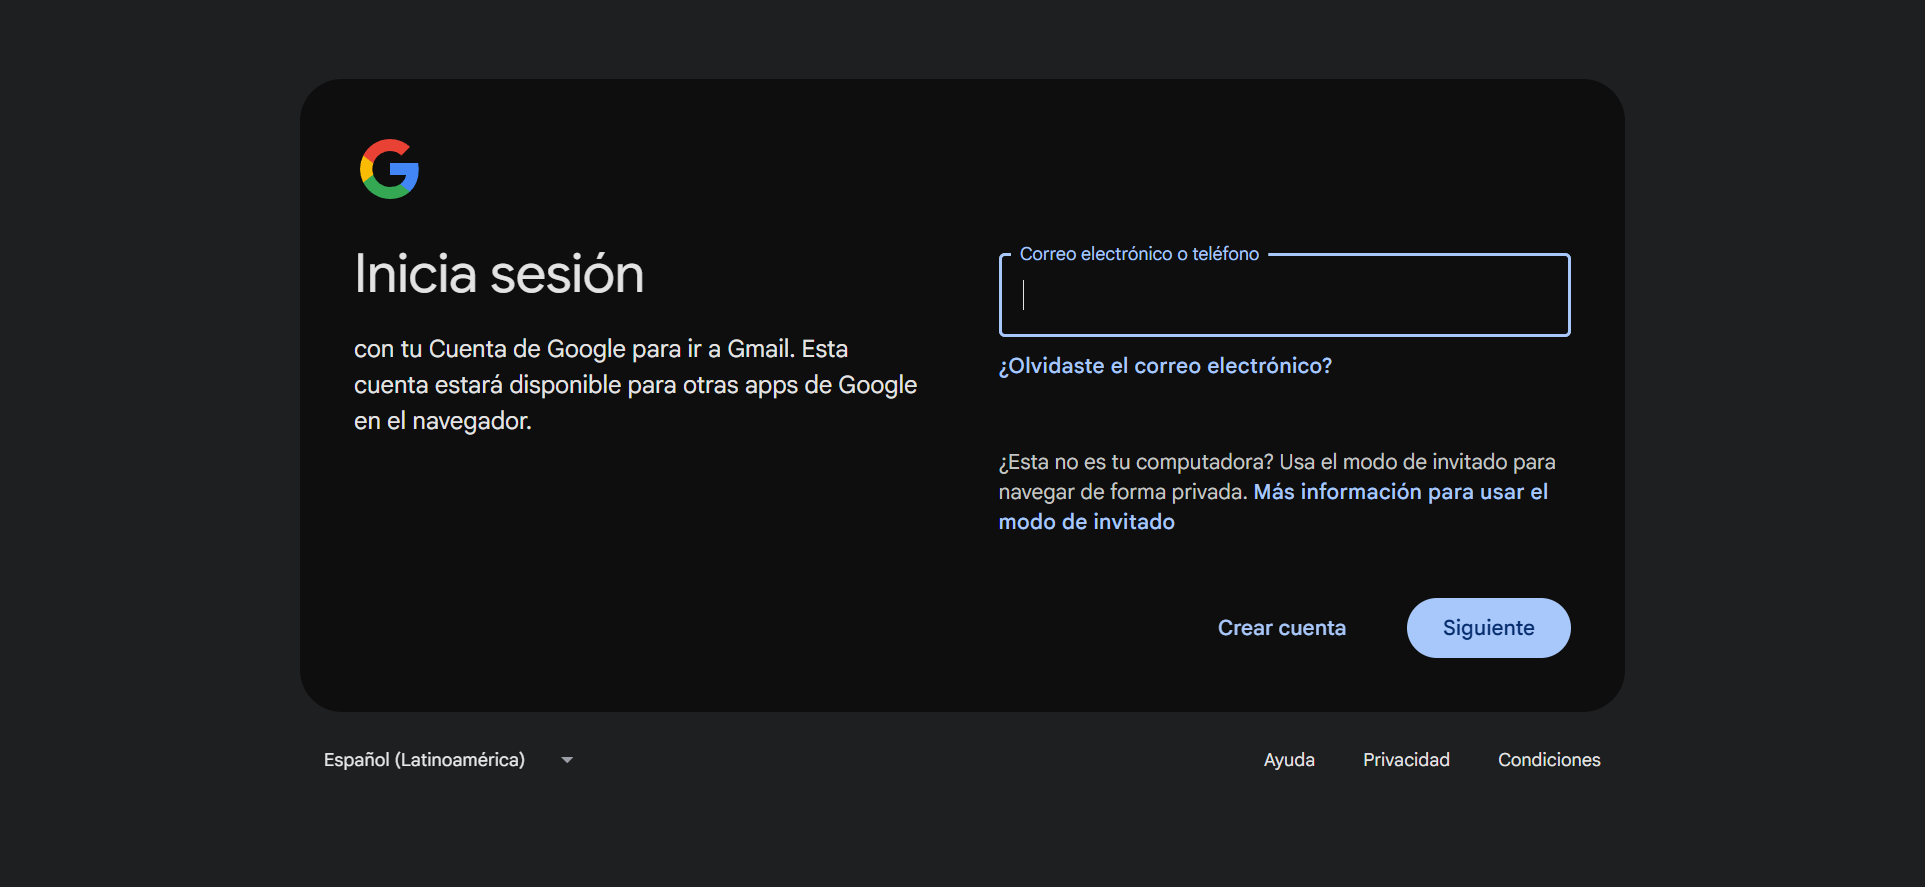 Inicia sesión
con tu Cuenta de Google para ir a Gmail. Esta
cuenta estará disponible para otras apps de Google
en el navegador.
Correo electrónico o teléfono
¿Olvidaste el correo electrónico?
¿Esta no es tu computadora? Usa el modo de invitado para
navegar de forma privada. Más información para usar el
modo de invitado
Crear cuenta
Siguiente
Español (Latinoamérica)
Ayuda
Privacidad
Condiciones